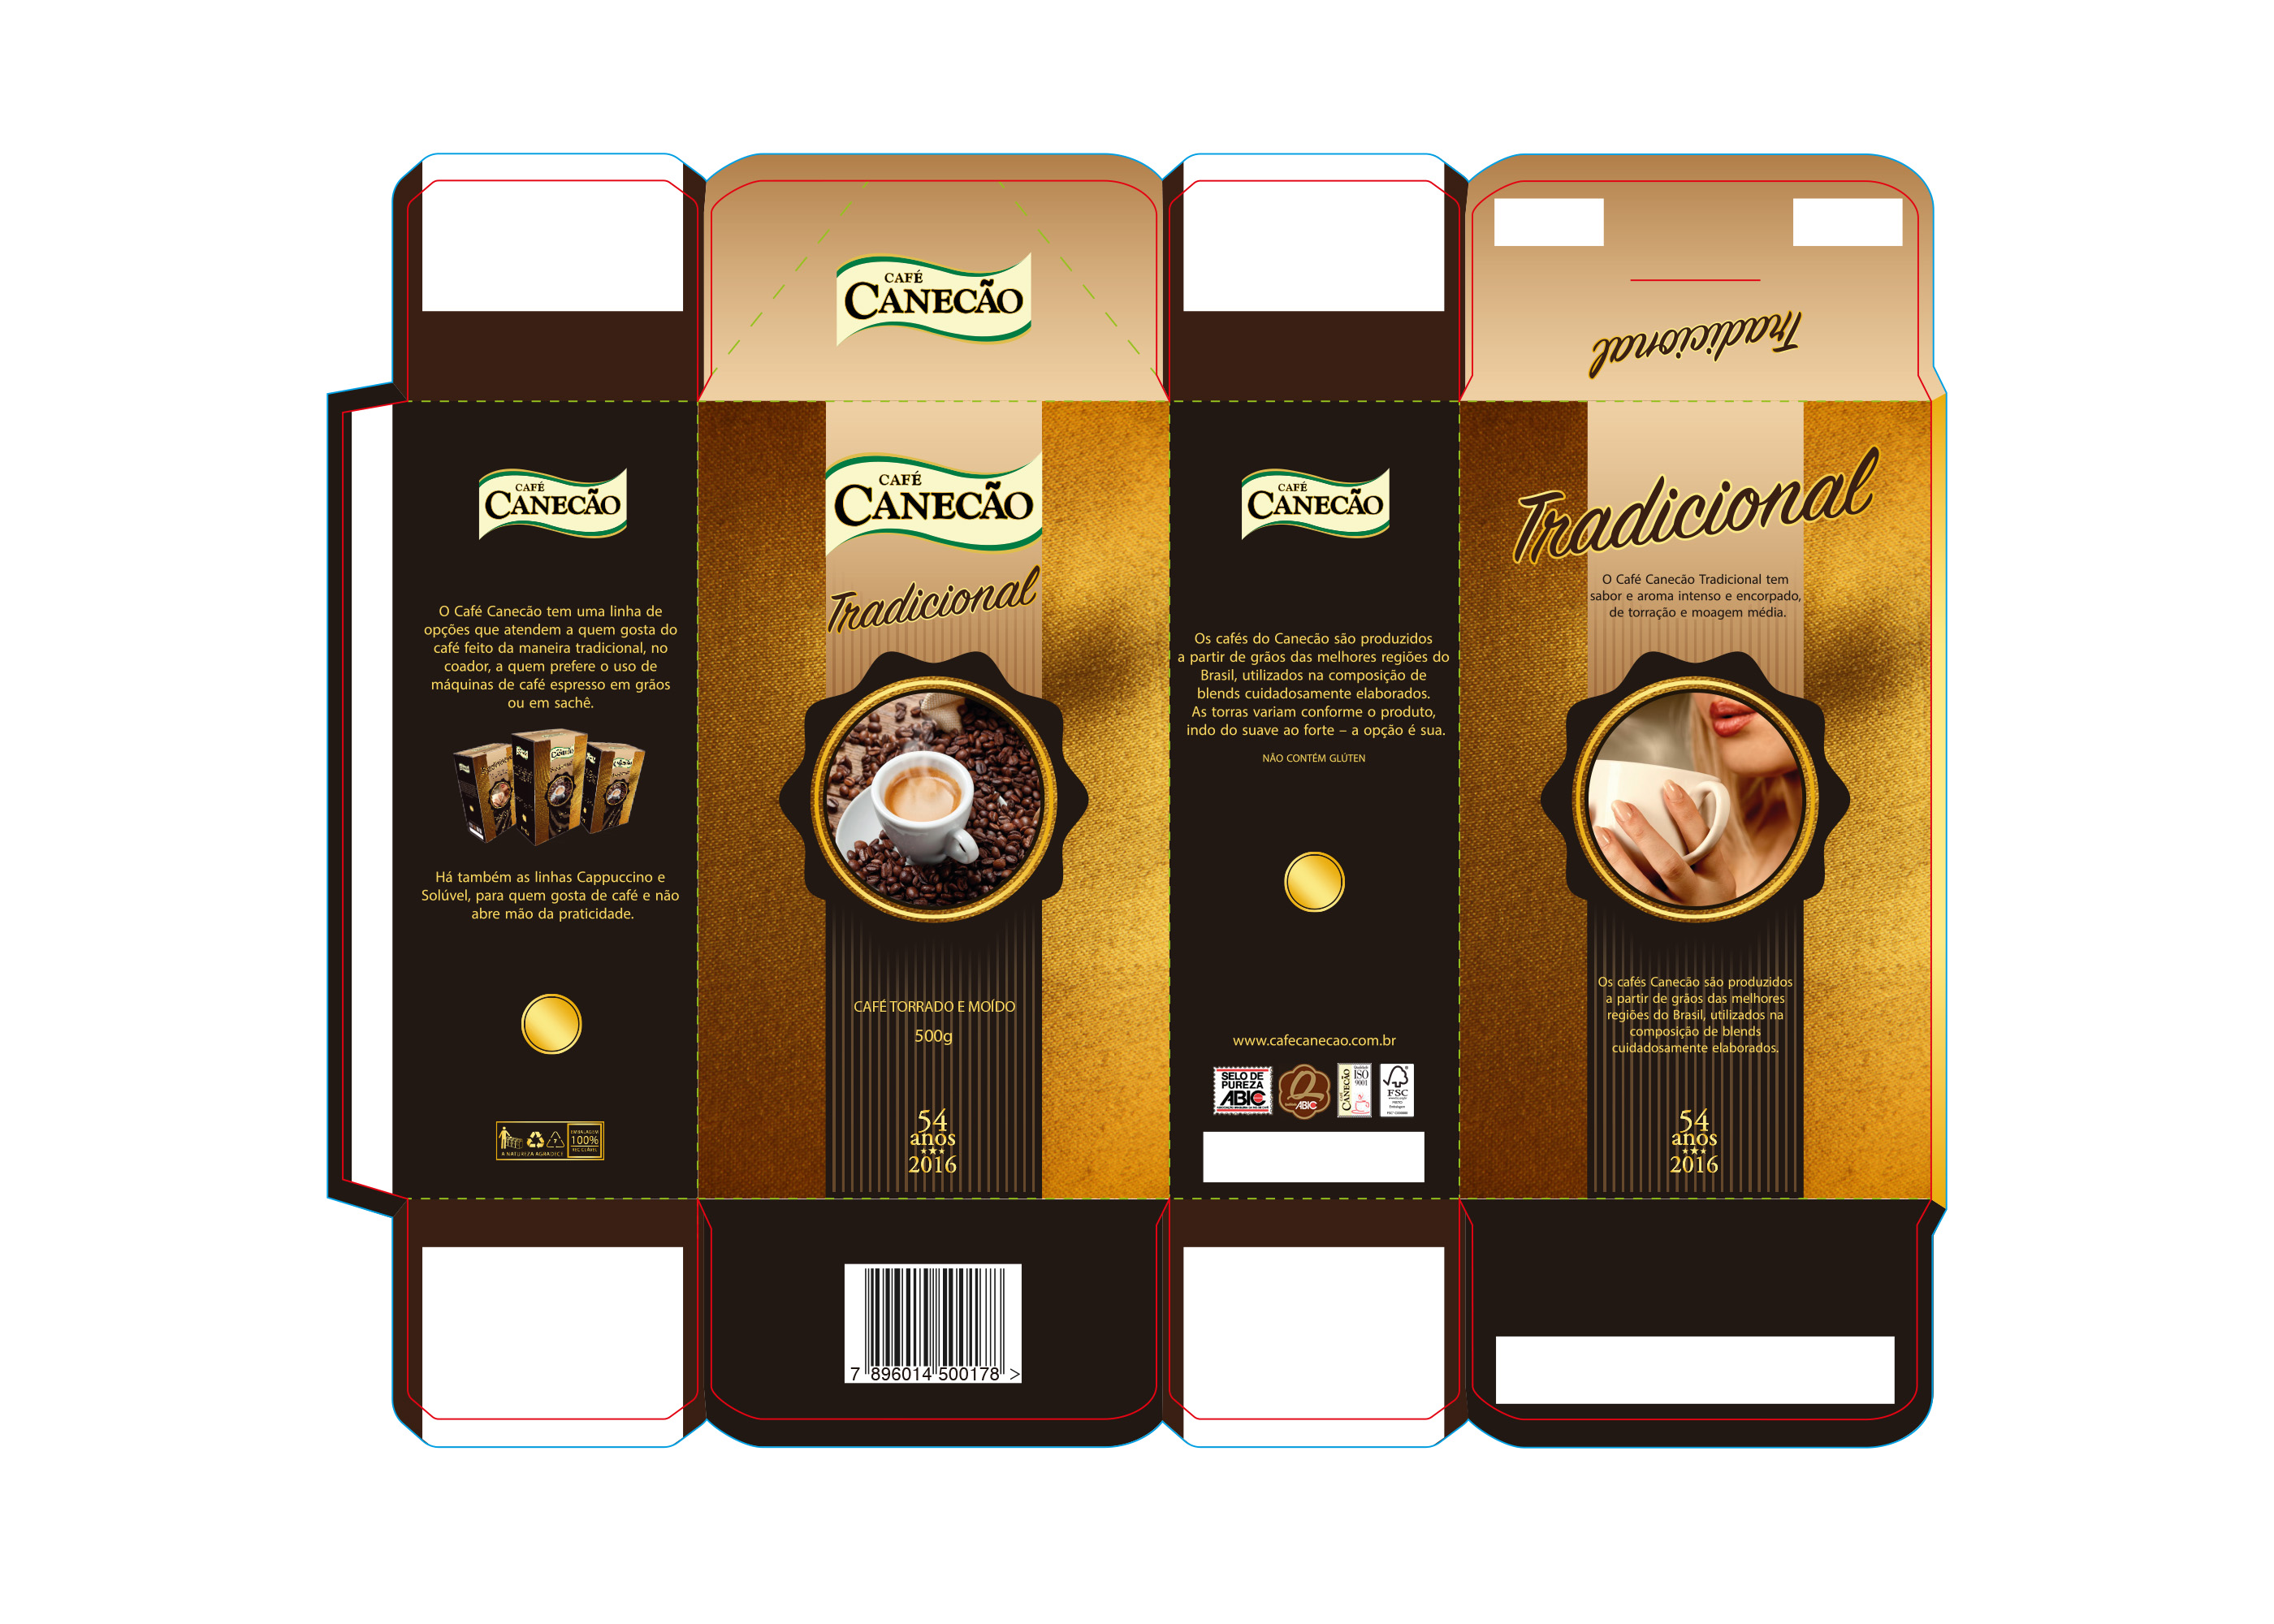 CAFÉ
CANECÃO
Tradicional
CAFÉ
CANECÃO
O Café Canecão tem uma linha de
opções que atendem a quem gosta do
café feito da maneira tradicional, no
coador, a quem prefere o uso de
máquinas de café espresso em grãos
ou em sachê.
Há também as linhas Cappuccino e
Solúvel, para quem gosta de café e não
abre mão da praticidade.
A NATUREZA AGRADECE
EMBALAGEM
100%
RECICLÁVEL
CAFÉ
CANECÃO
Tradicional
CAFÉ TORRADO E MOÍDO
500g
54
anos
2016
CAFÉ
CANECÃO
Os cafés do Canecão são produzidos
a partir de grãos das melhores regiões do
Brasil, utilizados na composição de
blends cuidadosamente elaborados.
As torras variam conforme o produto,
indo do suave ao forte – a opção é sua.
NÃO CONTÉM GLÚTEN
www.cafecanecao.com.br
SELO DE
PUREZA
ABIC
ABIC
CANECÃO
ISO
9001
FSC
Tradicional
O Café Canecão Tradicional tem
sabor e aroma intenso e encorpado,
de torração e moagem média.
Os cafés Canecão são produzidos
a partir de grãos das melhores
regiões do Brasil, utilizados na
composição de blends
cuidadosamente elaborados.
54
anos
2016
7 896014 500178 >